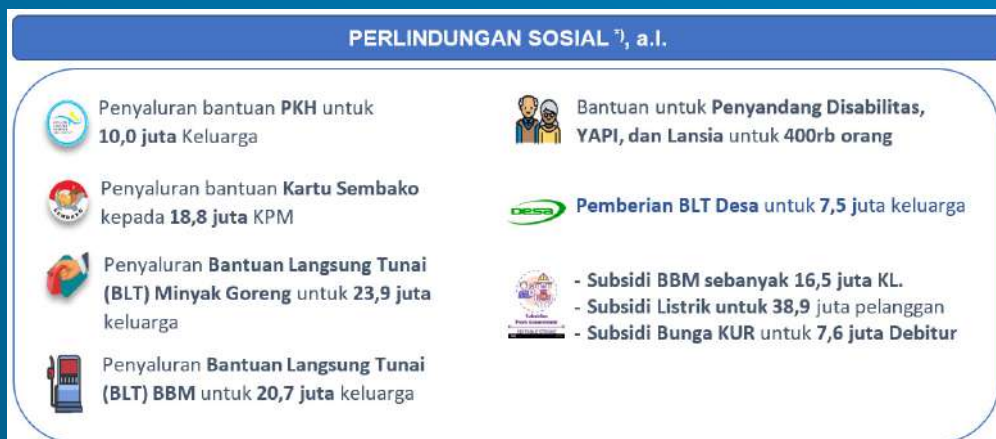 PERLINDUNGAN SOSIAL *), a.l.
Penyaluran bantuan PKH untuk
10,0 juta Keluarga
Penyaluran bantuan Kartu Sembako
kepada 18,8 juta KPM
Penyaluran Bantuan Langsung Tunai
(BLT) Minyak Goreng untuk 23,9 juta
keluarga
Penyaluran Bantuan Langsung Tunai
(BLT) BBM untuk 20,7 juta keluarga
Bantuan untuk Penyandang Disabilitas,
YAPI, dan Lansia untuk 400rb orang
Desa
Pemberian BLT Desa untuk 7,5 juta keluarga
- Subsidi BBM sebanyak 16,5 juta KL.
- Subsidi Listrik untuk 38,9 juta pelanggan
- Subsidi Bunga KUR untuk 7,6 juta Debitur